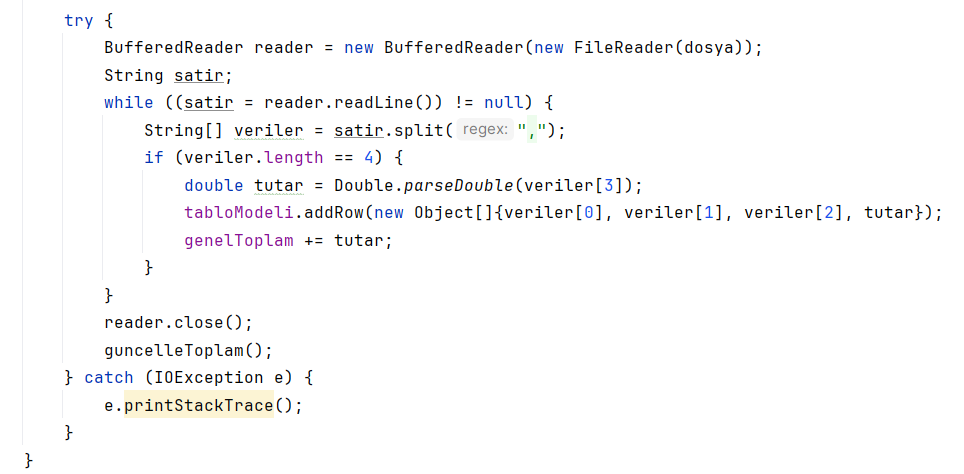 try {
BufferedReader reader = new BufferedReader(new FileReader(dosya));
String satir;
while ((satir = reader.readLine()) != null) {
String[] veriler = satir.split( regex: ",");
if (veriler.length == 4) {
double tutar = Double.parseDouble(veriler[3]);
tabloModeli.addRow(new Object[]{veriler[0], veriler[1], veriler[2], tutar});
genelToplam += tutar;
}
}
reader.close();
guncelleToplam();
} catch (IOException e) {
e.printStackTrace();
}
}